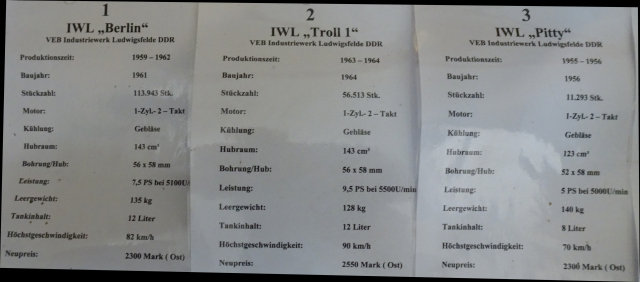 1
IWL „Berlin“
VEB Industriewerk Ludwigsfelde DDR
Produktionszeit: 1959 – 1962
Baujahr: 1961
Stückzahl: 113.943 Stk.
Motor: 1-Zyl.- 2 – Takt
Kühlung: Gebläse
Hubraum: 143 cm³
Bohrung/Hub: 56 x 58 mm
Leistung: 7,5 PS bei 5100U/
Leergewicht: 135 kg
Tankinhalt: 12 Liter
Höchstgeschwindigkeit: 82 km/h
Neupreis: 2300 Mark ( Ost)
2
IWL „Troll 1“
VEB Industriewerk Ludwigsfelde DDR
Produktionszeit: 1963 – 1964
Baujahr: 1964
Stückzahl: 56.513 Stk.
Motor: 1-Zyl.- 2 – Takt
Kühlung: Gebläse
Hubraum: 143 cm³
Bohrung/Hub: 56 x 58 mm
Leistung: 9,5 PS bei 5500U/min
Leergewicht: 128 kg
Tankinhalt: 12 Liter
Höchstgeschwindigkeit: 90 km/h
Neupreis: 2550 Mark ( Ost)
3
IWL „Pitty“
VEB Industriewerk Ludwigsfelde DDR
Produktionszeit: 1955 – 1956
Baujahr: 1956
Stückzahl: 11.293 Stk.
Motor: 1-Zyl.- 2 – Takt
Kühlung: Gebläse
Hubraum: 123 cm³
Bohrung/Hub: 52 x 58 mm
Leistung: 5 PS bei 5000U/min
Leergewicht: 140 kg
Tankinhalt: 8 Liter
Höchstgeschwindigkeit: 70 km/h
Neupreis: 2300 Mark ( Ost)